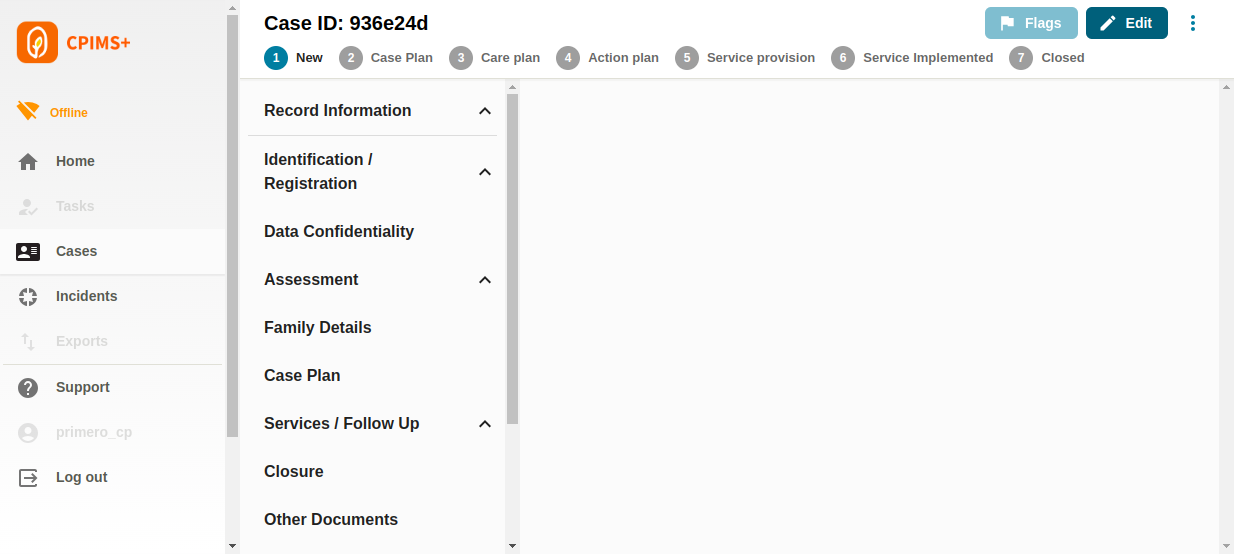 CPIMS+
Offline
Home
Tasks
Cases
Incidents
Exports
Support
primero_cp
Log out
Case ID: 936e24d
Flags
Edit
1 New 2 Case Plan 3 Care plan 4 Action plan 5 Service provision 6 Service Implemented 7 Closed
Record Information
Identification /
Registration
Data Confidentiality
Assessment
Family Details
Case Plan
Services / Follow Up
Closure
Other Documents